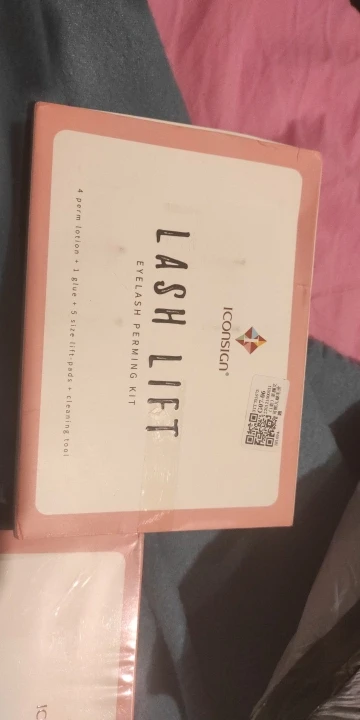 ICONSIGN®
LASH LIFT
EYELASH PERMING KIT
4 perm lotion + 1 glue + 5 size lift pads + cleaning tool